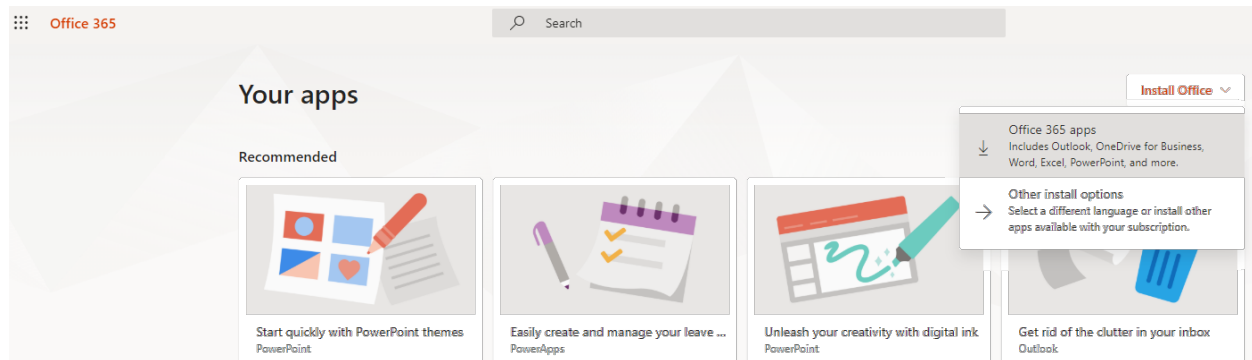 Office 365
Search
Your apps
Install Office
Office 365 apps
Includes Outlook, OneDrive for Business,
Word, Excel, PowerPoint, and more.
Other install options
Select a different language or install other
apps available with your subscription.
Recommended
Start quickly with PowerPoint themes
PowerPoint
Easily create and manage your leave ...
PowerApps
Unleash your creativity with digital ink
PowerPoint
Get rid of the clutter in your inbox
Outlook